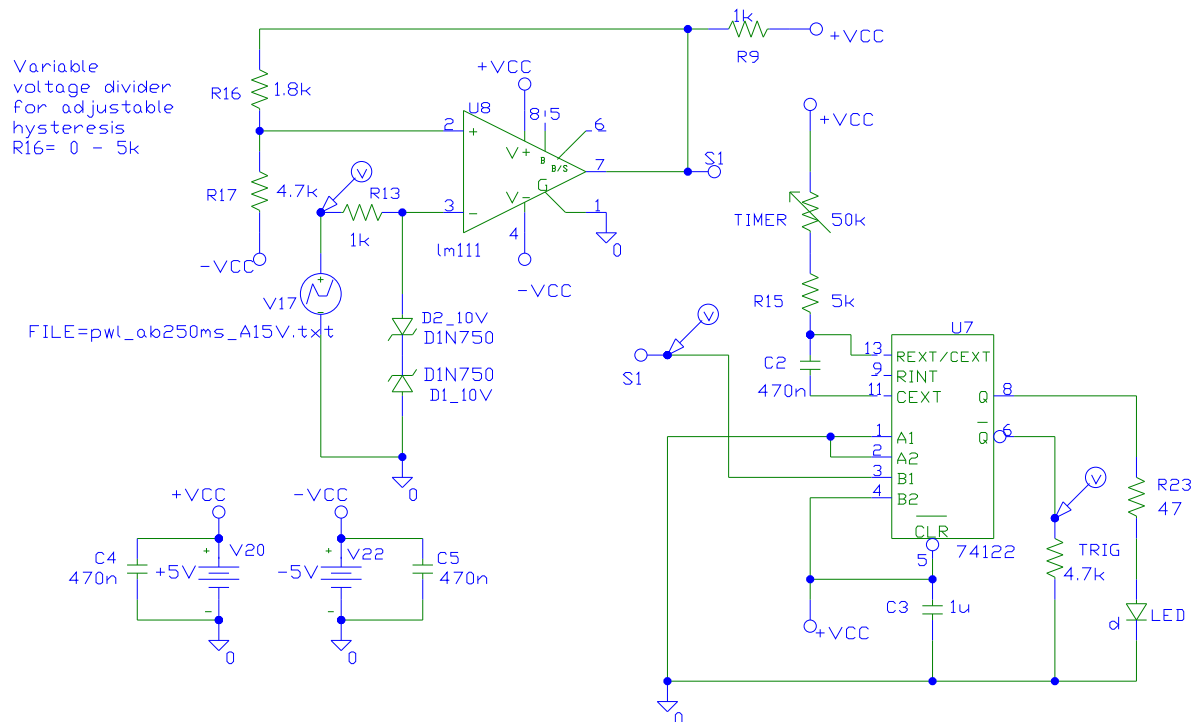 1k
R9
+VCC
Variable
voltage divider
for adjustable
hysteresis
R16= 0 - 5k
R16
1.8k
+VCC
U8
8
5
6
2
+
V+
B
B/S
7
S1
+VCC
R17
4.7k
V
R13
1k
3
-
V-
G
1
0
4
lm111
-VCC
-VCC
TIMER
50k
V17
+
-
FILE=pwl_ab250ms_A15V.txt
D2_10V
D1N750
D1N750
D1_10V
0
R15
5k
V
S1
C2
470n
U7
13
REXT/CEXT
9
RINT
11
CEXT
Q
8
1
A1
Q
6
2
A2
3
B1
4
B2
CLR
5
74122
V
R23
47
TRIG
4.7k
C3
1u
+VCC
d
LED
0
+VCC
C4
470n
+
V20
+5V
-
0
-VCC
+
V22
-5V
-
C5
470n
0